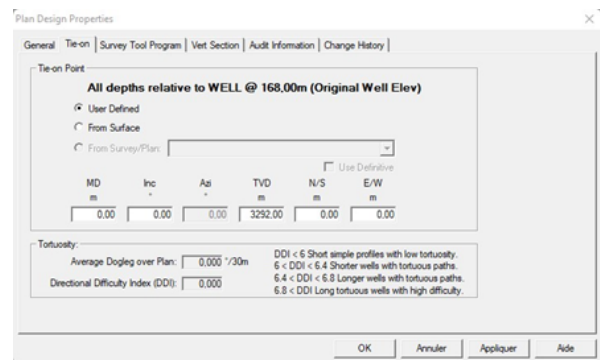 Plan Design Properties
General Tie-on Survey Tool Program Vert Section Audit Information Change History
Tie-on Point
All depths relative to WELL @ 168,00m (Original Well Elev)
User Defined
From Surface
From Survey/Plan:
Use Definitive
MD Inc Azi TVD N/S E/W
m ° ° m m m
0.00 0.00 0.00 3292.00 0.00 0.00
Tortuosity:
Average Dogleg over Plan: 0,000 °/30m
Directional Difficulty Index (DDI): 0,000
DDI < 6 Short simple profiles with low tortuosity.
6 < DDI < 6.4 Shorter wells with tortuous paths.
6.4 < DDI < 6.8 Longer wells with tortuous paths.
6.8 < DDI Long tortuous wells with high difficulty.
OK Annuler Appliquer Aide